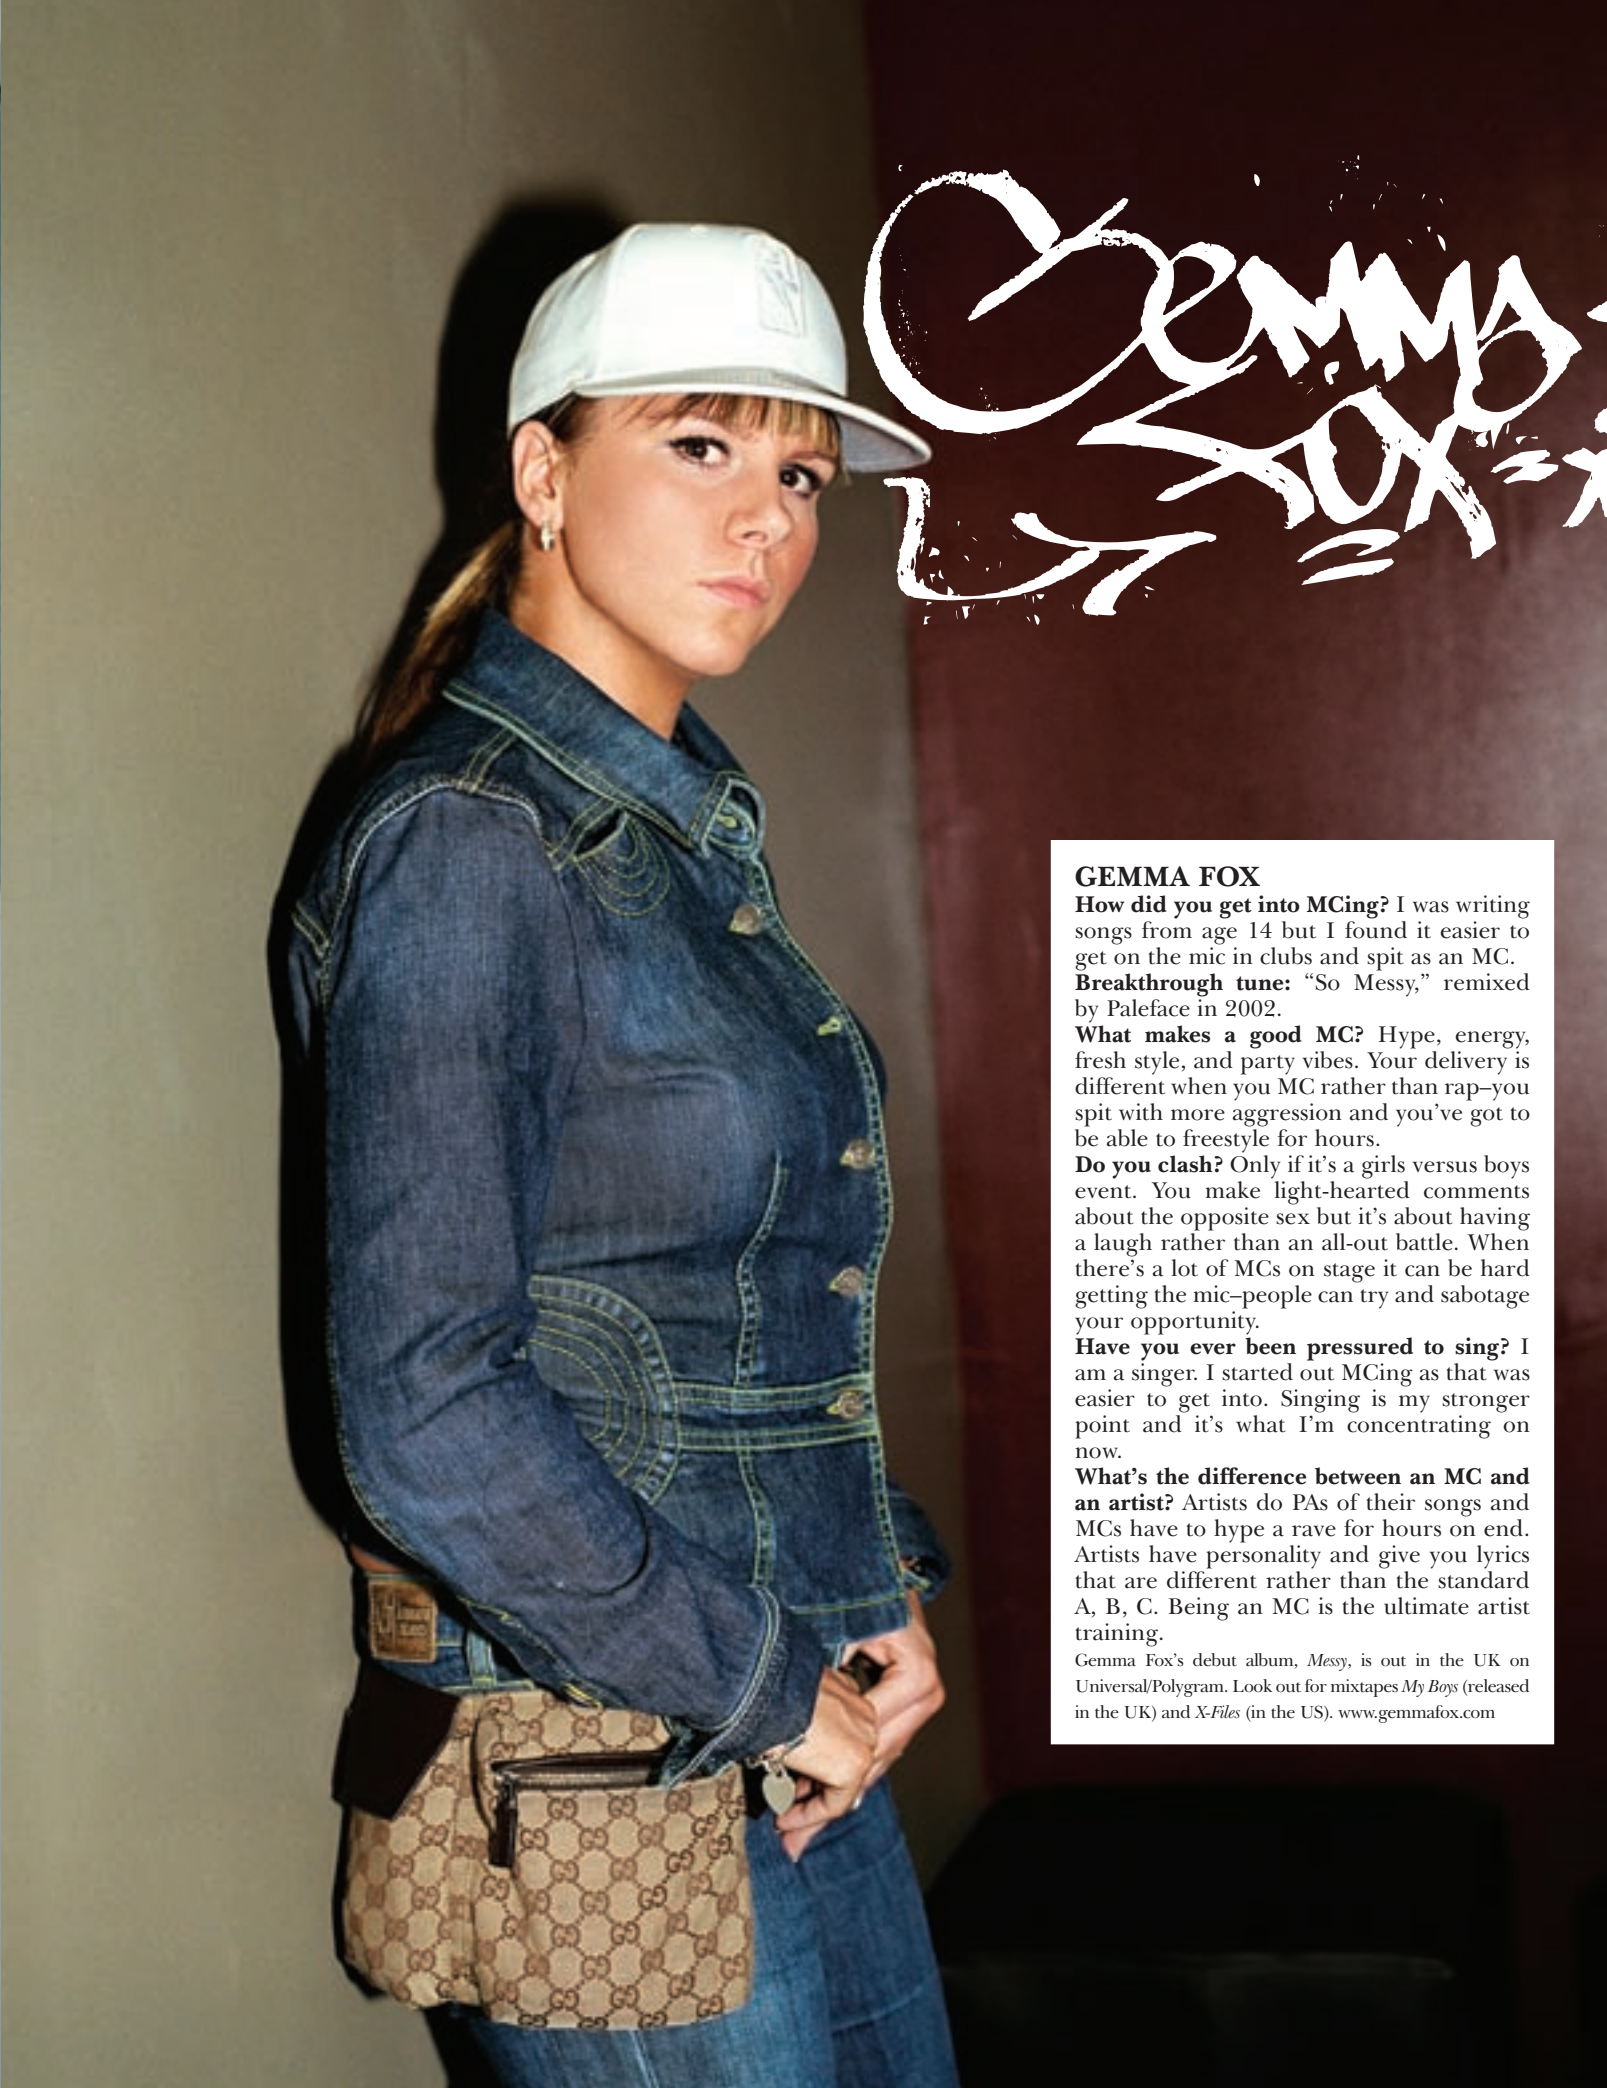 Gemma
Fox
GEMMA FOX
How did you get into MCing? I was writing
songs from age 14 but I found it easier to
get on the mic in clubs and spit as an MC.
Breakthrough tune: “So Messy,” remixed
by Paleface in 2002.
What makes a good MC? Hype, energy,
fresh style, and party vibes. Your delivery is
different when you MC rather than rap–you
spit with more aggression and you’ve got to
be able to freestyle for hours.
Do you clash? Only if it’s a girls versus boys
event. You make light-hearted comments
about the opposite sex but it’s about having
a laugh rather than an all-out battle. When
there’s a lot of MCs on stage it can be hard
getting the mic–people can try and sabotage
your opportunity.
Have you ever been pressured to sing? I
am a singer. I started out MCing as that was
easier to get into. Singing is my stronger
point and it’s what I’m concentrating on
now.
What’s the difference between an MC and
an artist? Artists do PAs of their songs and
MCs have to hype a rave for hours on end.
Artists have personality and give you lyrics
that are different rather than the standard
A, B, C. Being an MC is the ultimate artist
training.
Gemma Fox’s debut album, Messy, is out in the UK on
Universal/Polygram. Look out for mixtapes My Boys (released
in the UK) and X-Files (in the US). www.gemmafox.com